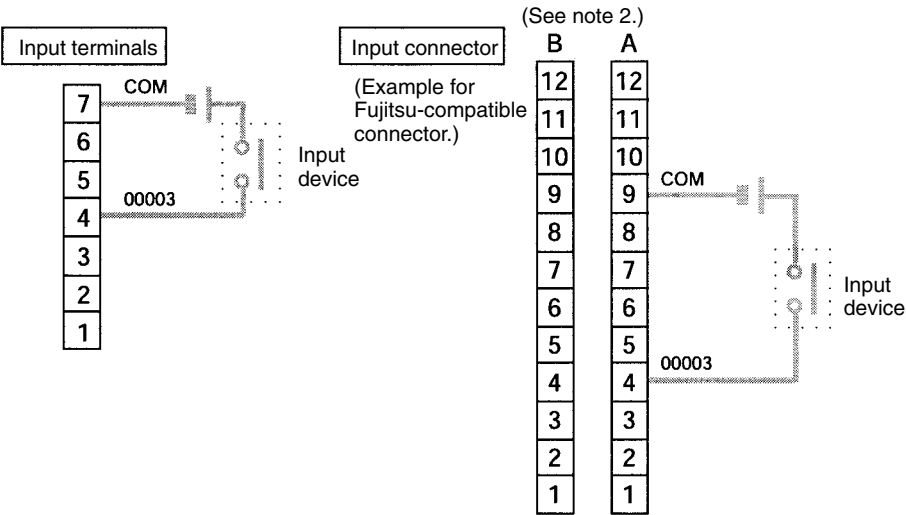 Input terminals
7
6
5
4
3
2
1
COM
00003
Input
device
Input connector
(Example for
Fujitsu-compatible
connector.)
(See note 2.)
B A
12 12
11 11
10 10
9 9
8 8
7 7
6 6
5 5
4 4
3 3
2 2
1 1
COM
00003
Input
device